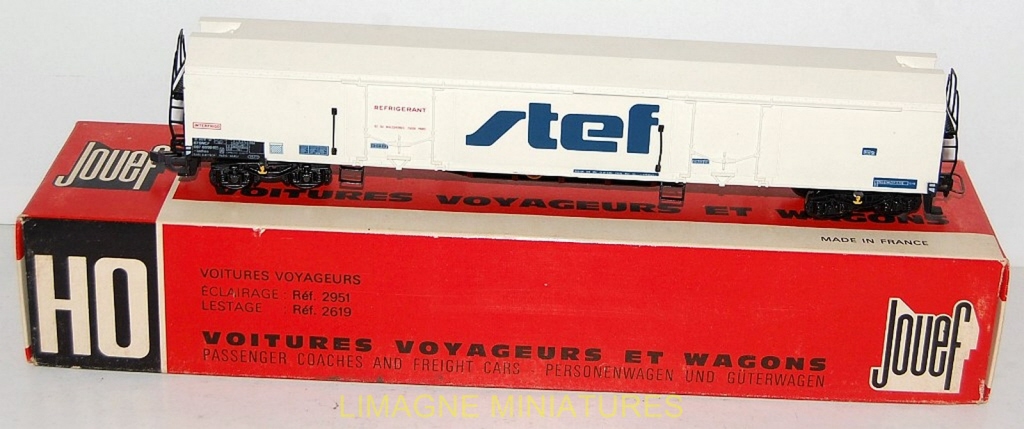 REFRIGERANT
stef
INTERFRIGO
Jouef
VOITURES VOYAGEURS ET WAGONS
MADE IN FRANCE
HO
VOITURES VOYAGEURS
ÉCLAIRAGE : Réf. 2951
LESTAGE : Réf. 2619
VOITURES VOYAGEURS ET WAGONS
PASSENGER COACHES AND FREIGHT CARS - PERSONENWAGEN UND GÜTERWAGEN
Jouef
LIMAGNE MINIATURES